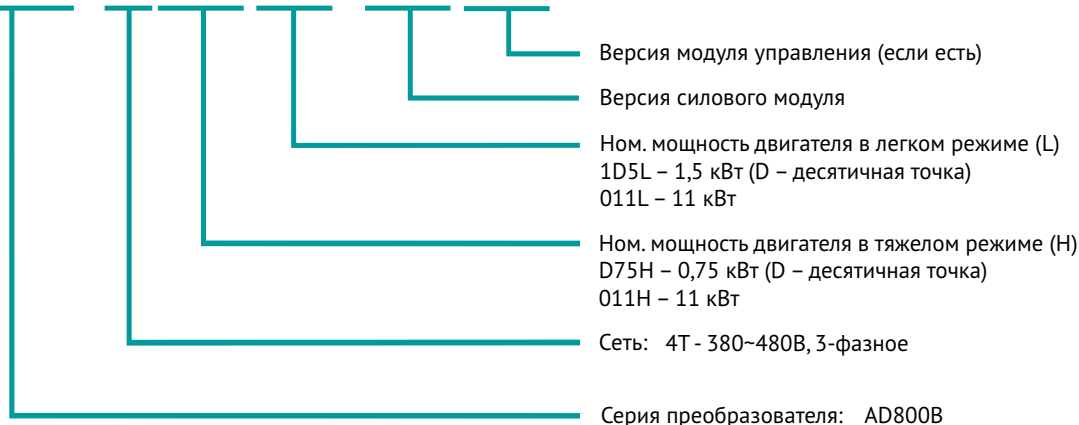 Версия модуля управления (если есть)
Версия силового модуля
Ном. мощность двигателя в легком режиме (L)
1D5L – 1,5 кВт (D – десятичная точка)
011L – 11 кВт
Ном. мощность двигателя в тяжелом режиме (H)
D75H – 0,75 кВт (D – десятичная точка)
011H – 11 кВт
Сеть: 4T - 380~480В, 3-фазное
Серия преобразователя: AD800B